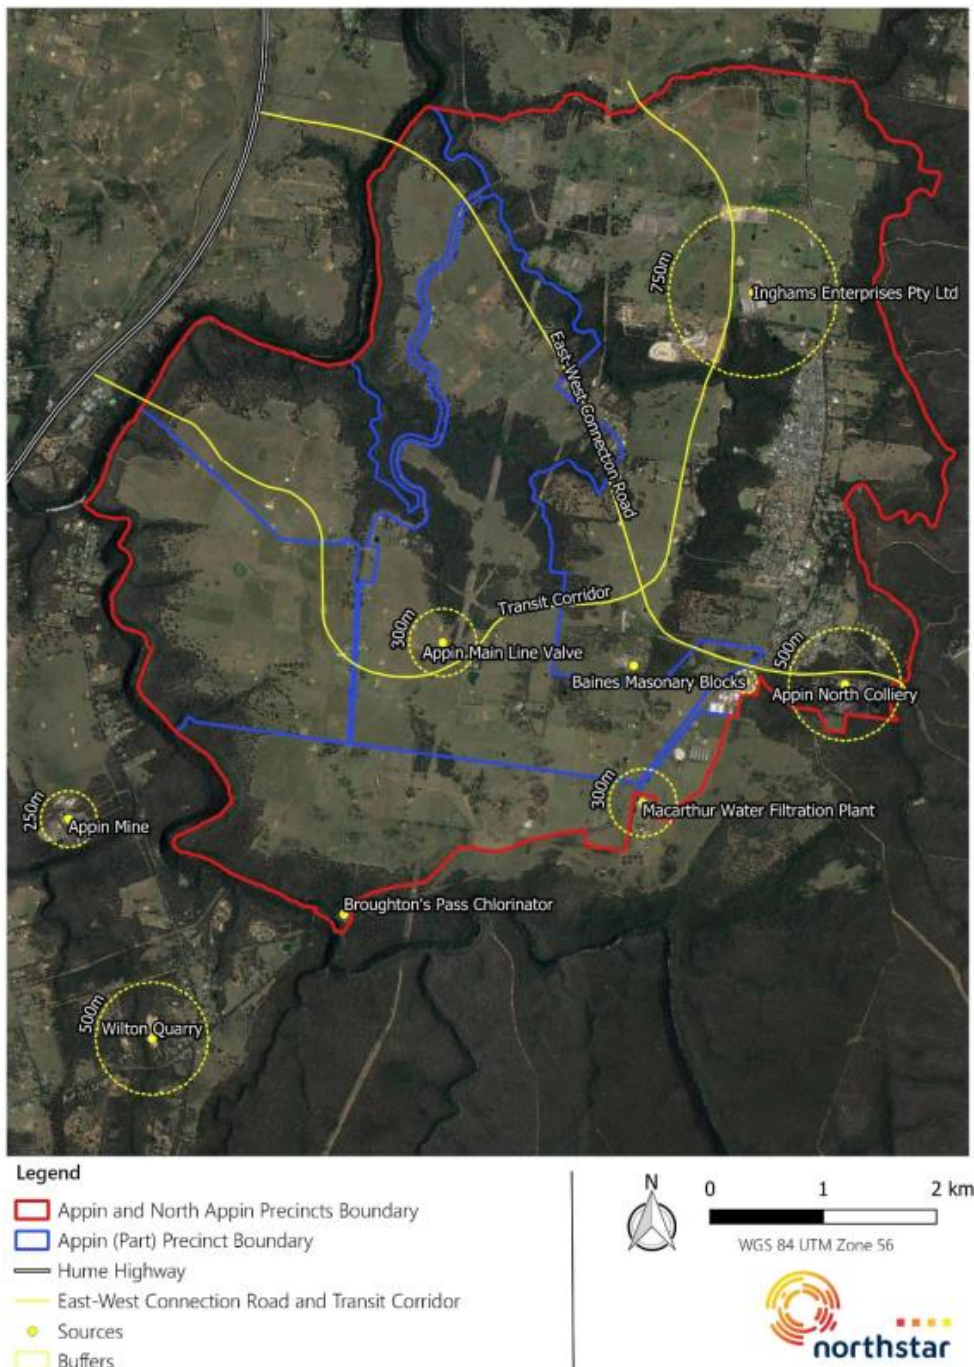 750m
Inghams Enterprises Pty Ltd
East-West Connection Road
Transit Corridor
300m
Appin Main Line Valve
500m
Baines Masonary Blocks
Appin North Colliery
300m
Macarthur Water Filtration Plant
250m
Appin Mine
Broughton's Pass Chlorinator
500m
Wilton Quarry
Legend
Appin and North Appin Precincts Boundary
Appin (Part) Precinct Boundary
Hume Highway
East-West Connection Road and Transit Corridor
Sources
Buffers
N
0 1 2 km
WGS 84 UTM Zone 56
northstar